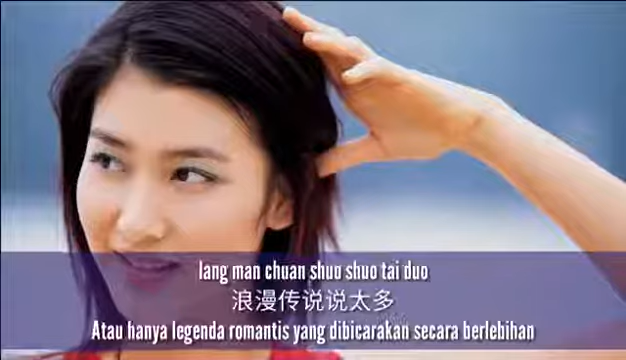 lang man chuan shuo shuo tai duo
浪漫传说说太多
Atau hanya legenda romantis yang dibicarakan secara berlebihan